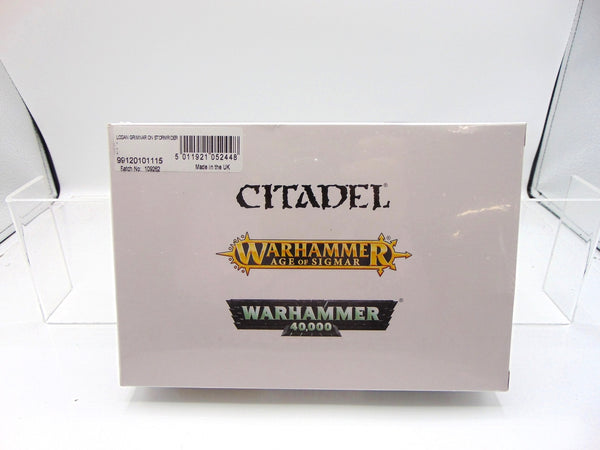 LOGAN GRIMNAR ON STORMRIDER
99120101115
Batch No: 109262
5 011921 052448
Made in the UK
CITADEL®
WARHAMMER®
AGE OF SIGMAR
WARHAMMER®
40,000